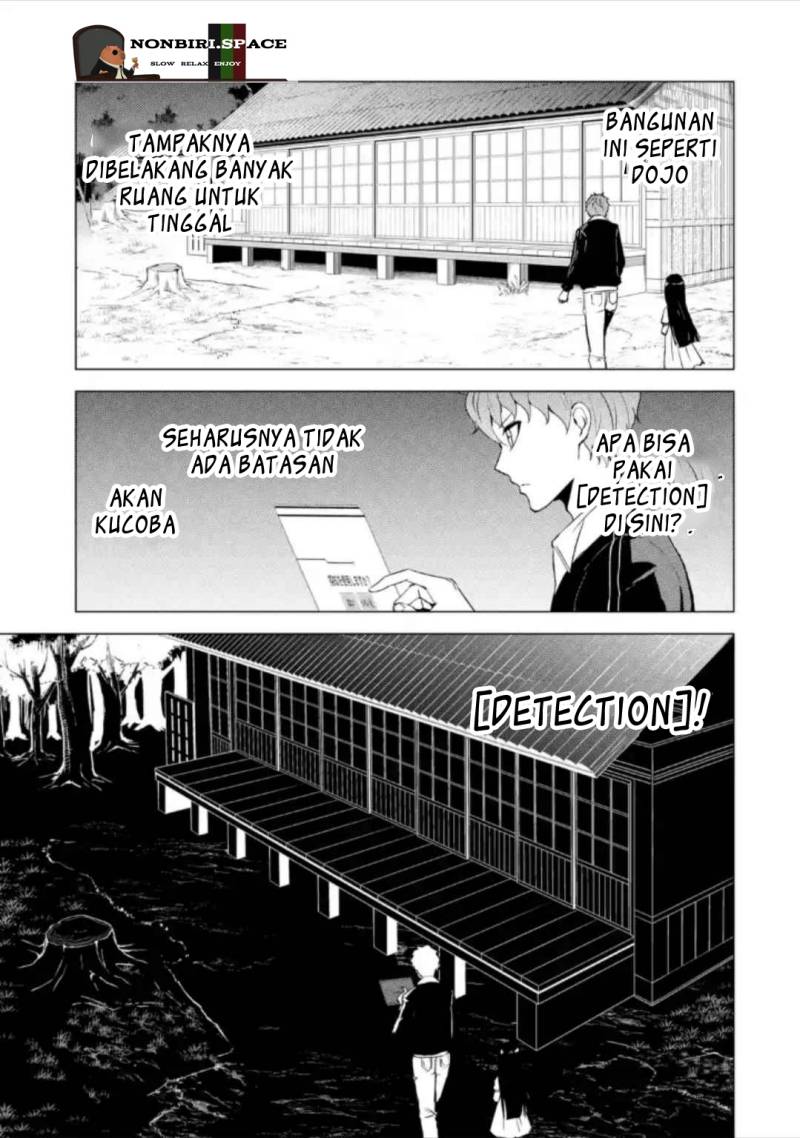 NONBIRI.SPACE
SLOW RELAX ENJOY
BANGUNAN
INI SEPERTI
DOJO
TAMPAKNYA
DIBELAKANG BANYAK
RUANG UNTUK
TINGGAL
APA BISA
PAKAI
[DETECTION]
DI SINI?
SEHARUSNYA TIDAK
ADA BATASAN
AKAN
KUCOBA
[DETECTION]!